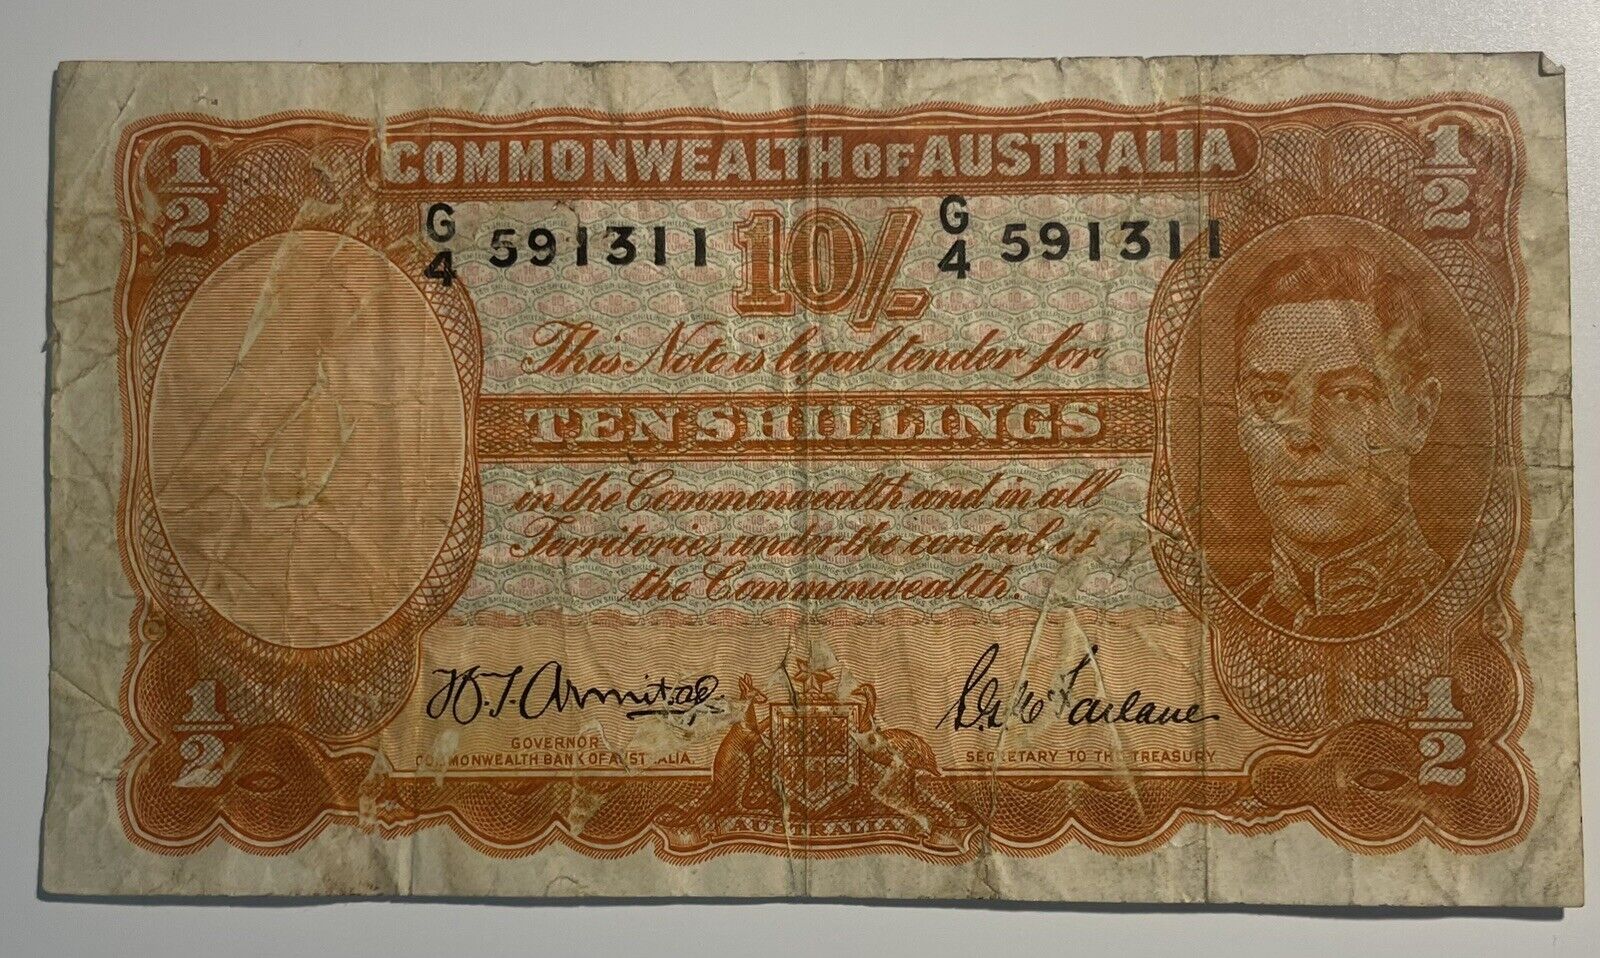 1/2 COMMONWEALTH OF AUSTRALIA 1/2
G/4 591311 10/- G/4 591311
This Note is legal tender for
TEN SHILLINGS
in the Commonwealth and in all
Territories under the control of
the Commonwealth.
H.T. Armitage
GOVERNOR
COMMONWEALTH BANK OF AUSTRALIA.
S.G. McFarlane
SECRETARY TO THE TREASURY
1/2 AUSTRALIA 1/2